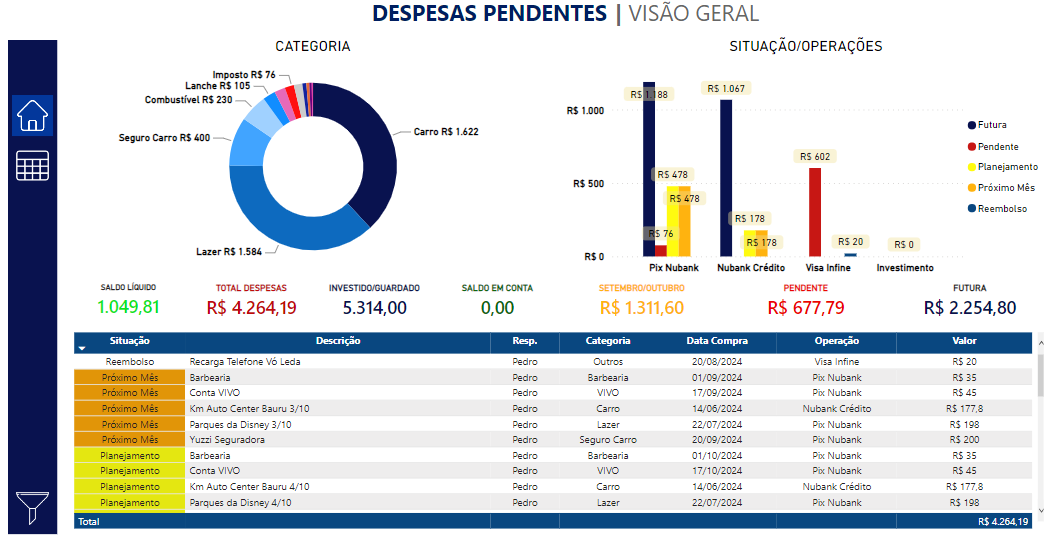 DESPESAS PENDENTES | VISÃO GERAL
CATEGORIA
Imposto R$ 76
Lanche R$ 105
Combustível R$ 230
Seguro Carro R$ 400
Carro R$ 1.622
Lazer R$ 1.584
SITUAÇÃO/OPERAÇÕES
R$ 1.000
R$ 500
R$ 0
R$ 1.188
R$ 76
R$ 478
R$ 478
R$ 1.067
R$ 178
R$ 178
R$ 602
R$ 20
R$ 0
Pix Nubank
Nubank Crédito
Visa Infine
Investimento
Futura
Pendente
Planejamento
Próximo Mês
Reembolso
SALDO LÍQUIDO
1.049,81
TOTAL DESPESAS
R$ 4.264,19
INVESTIDO/GUARDADO
5.314,00
SALDO EM CONTA
0,00
SETEMBRO/OUTUBRO
R$ 1.311,60
PENDENTE
R$ 677,79
FUTURA
R$ 2.254,80
Situação Descrição Resp. Categoria Data Compra Operação Valor
Reembolso Recarga Telefone Vó Leda Pedro Outros 20/08/2024 Visa Infine R$ 20
Próximo Mês Barbearia Pedro Barbearia 01/09/2024 Pix Nubank R$ 35
Próximo Mês Conta VIVO Pedro VIVO 17/09/2024 Pix Nubank R$ 45
Próximo Mês Km Auto Center Bauru 3/10 Pedro Carro 14/06/2024 Nubank Crédito R$ 177,8
Próximo Mês Parques da Disney 3/10 Pedro Lazer 22/07/2024 Pix Nubank R$ 198
Próximo Mês Yuzzi Seguradora Pedro Seguro Carro 20/09/2024 Pix Nubank R$ 200
Planejamento Barbearia Pedro Barbearia 01/10/2024 Pix Nubank R$ 35
Planejamento Conta VIVO Pedro VIVO 17/10/2024 Pix Nubank R$ 45
Planejamento Km Auto Center Bauru 4/10 Pedro Carro 14/06/2024 Nubank Crédito R$ 177,8
Planejamento Parques da Disney 4/10 Pedro Lazer 22/07/2024 Pix Nubank R$ 198
Total R$ 4.264,19